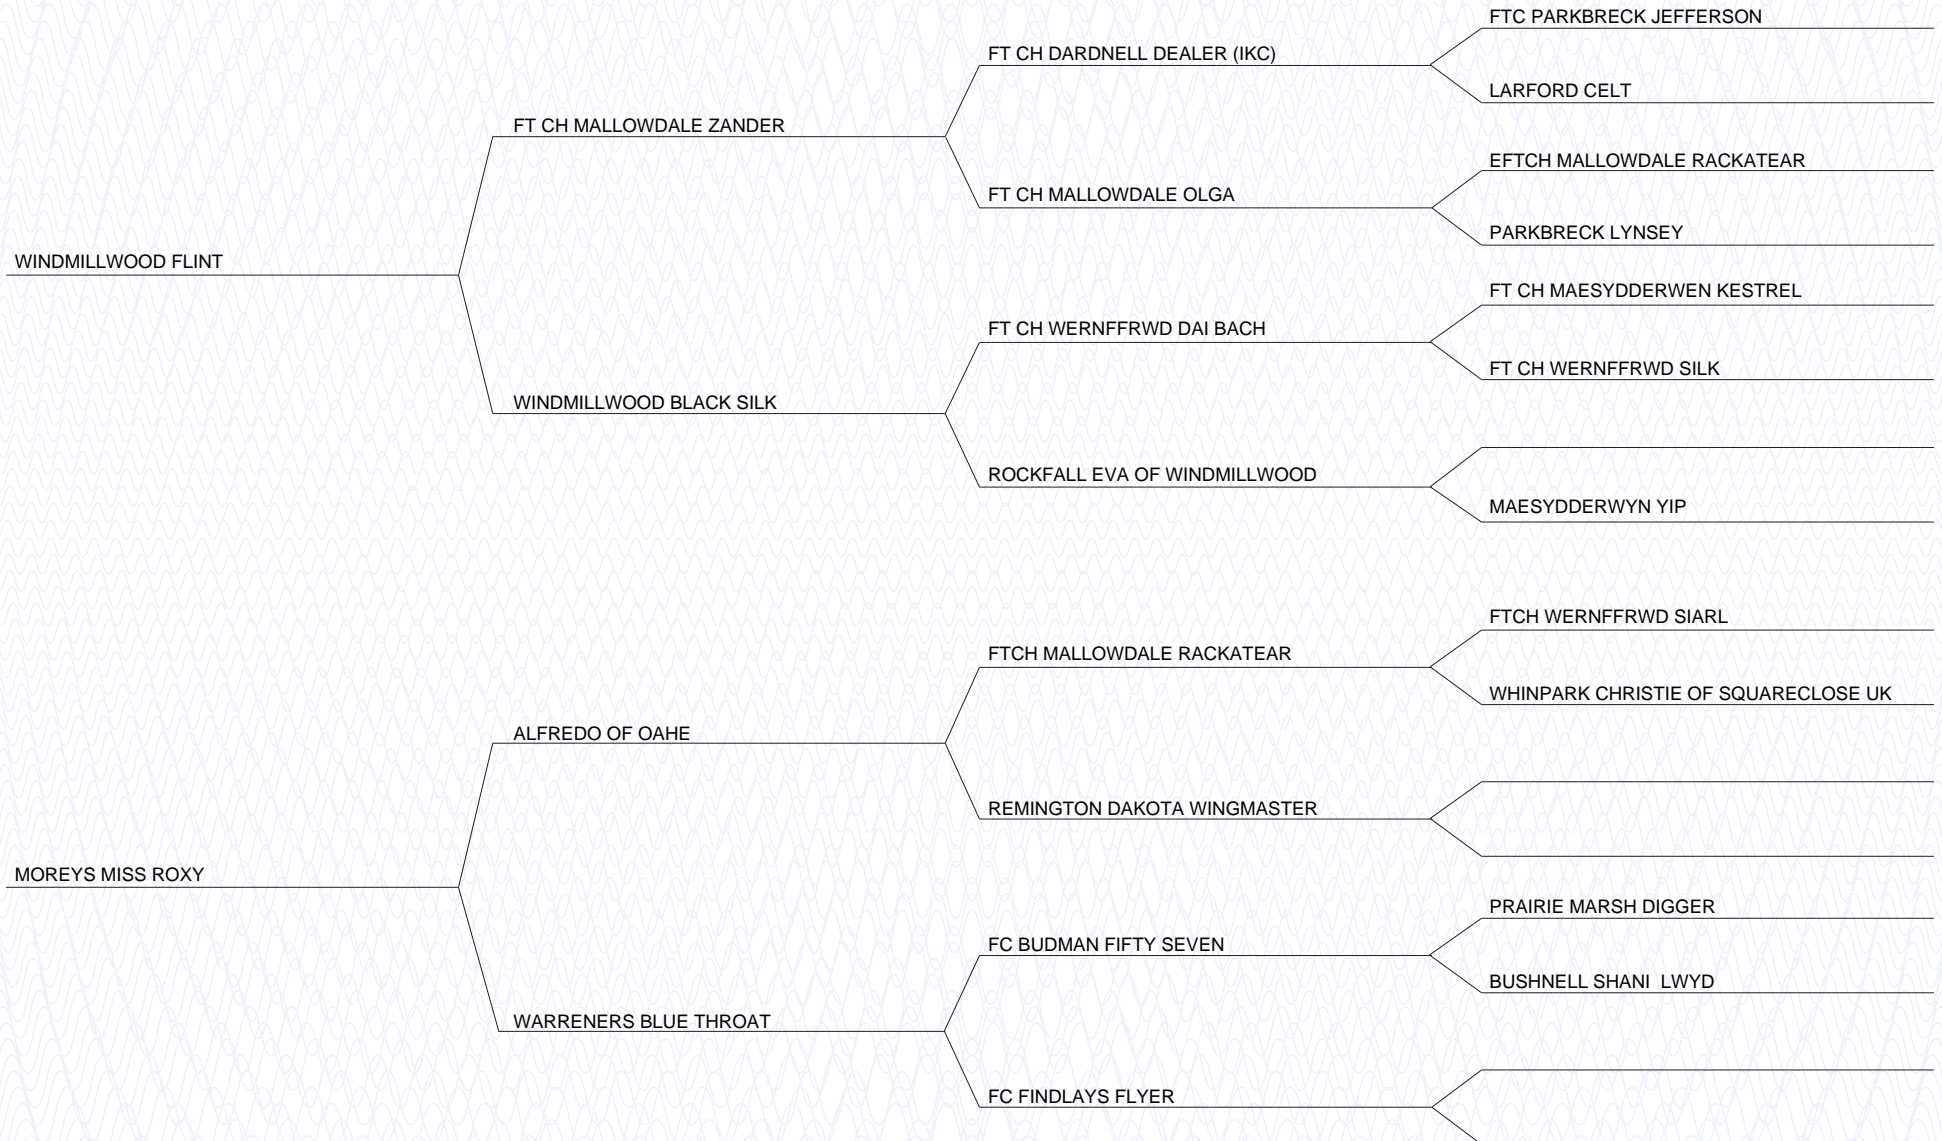 FTC PARKBRECK JEFFERSON
FT CH DARDNELL DEALER (IKC)
LARFORD CELT
FT CH MALLOWDALE ZANDER
EFTCH MALLOWDALE RACKATEAR
FT CH MALLOWDALE OLGA
PARKBRECK LYNSEY
WINDMILLWOOD FLINT
FT CH MAESYDDERWEN KESTREL
FT CH WERNFFRWD DAI BACH
FT CH WERNFFRWD SILK
WINDMILLWOOD BLACK SILK
ROCKFALL EVA OF WINDMILLWOOD
MAESYDDERWYN YIP
FTCH WERNFFRWD SIARL
FTCH MALLOWDALE RACKATEAR
WHINPARK CHRISTIE OF SQUARECLOSE UK
ALFREDO OF OAHE
REMINGTON DAKOTA WINGMASTER
MOREYS MISS ROXY
PRAIRIE MARSH DIGGER
FC BUDMAN FIFTY SEVEN
BUSHNELL SHANI  LWYD
WARRENERS BLUE THROAT
FC FINDLAYS FLYER